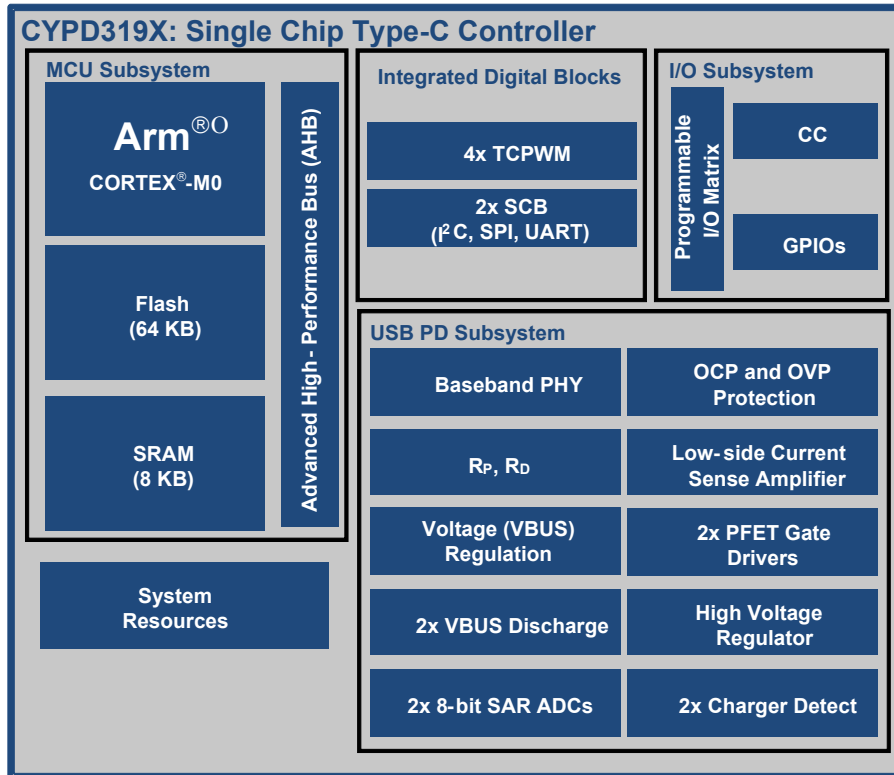 CYPD319X: Single Chip Type-C Controller
MCU Subsystem
Arm®O
CORTEX®-M0
Flash
(64 KB)
SRAM
(8 KB)
Advanced High - Performance Bus (AHB)
System
Resources
Integrated Digital Blocks
4x TCPWM
2x SCB
(I²C, SPI, UART)
I/O Subsystem
Programmable
I/O Matrix
CC
GPIOs
USB PD Subsystem
Baseband PHY
OCP and OVP
Protection
RP, RD
Low-side Current
Sense Amplifier
Voltage (VBUS)
Regulation
2x PFET Gate
Drivers
2x VBUS Discharge
High Voltage
Regulator
2x 8-bit SAR ADCs
2x Charger Detect